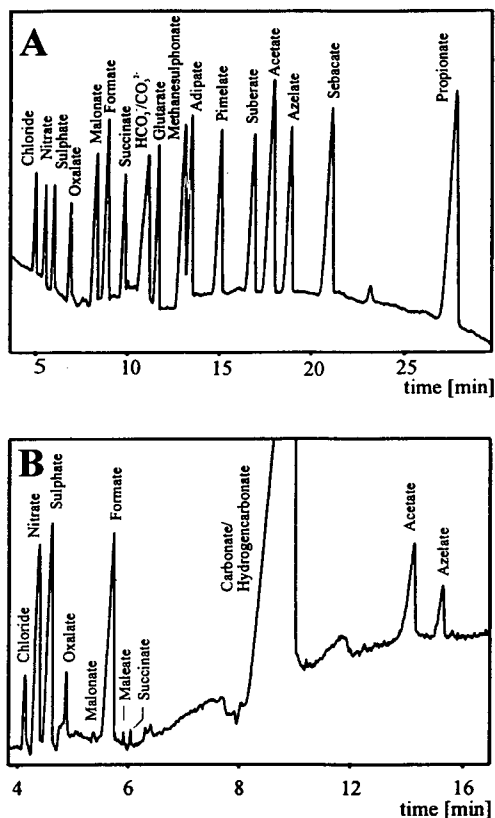 A
Chloride
Nitrate
Sulphate
Oxalate
Malonate
Formate
Succinate
HCO₃⁻/CO₃²⁻
Glutarate
Methanesulphonate
Adipate
Pimelate
Suberate
Acetate
Azelate
Sebacate
Propionate
5 10 15 20 25
time [min]
B
Chloride
Nitrate
Sulphate
Oxalate
Malonate
Formate
Maleate
Succinate
Carbonate/
Hydrogencarbonate
Acetate
Azelate
4 6 8 12 16
time [min]